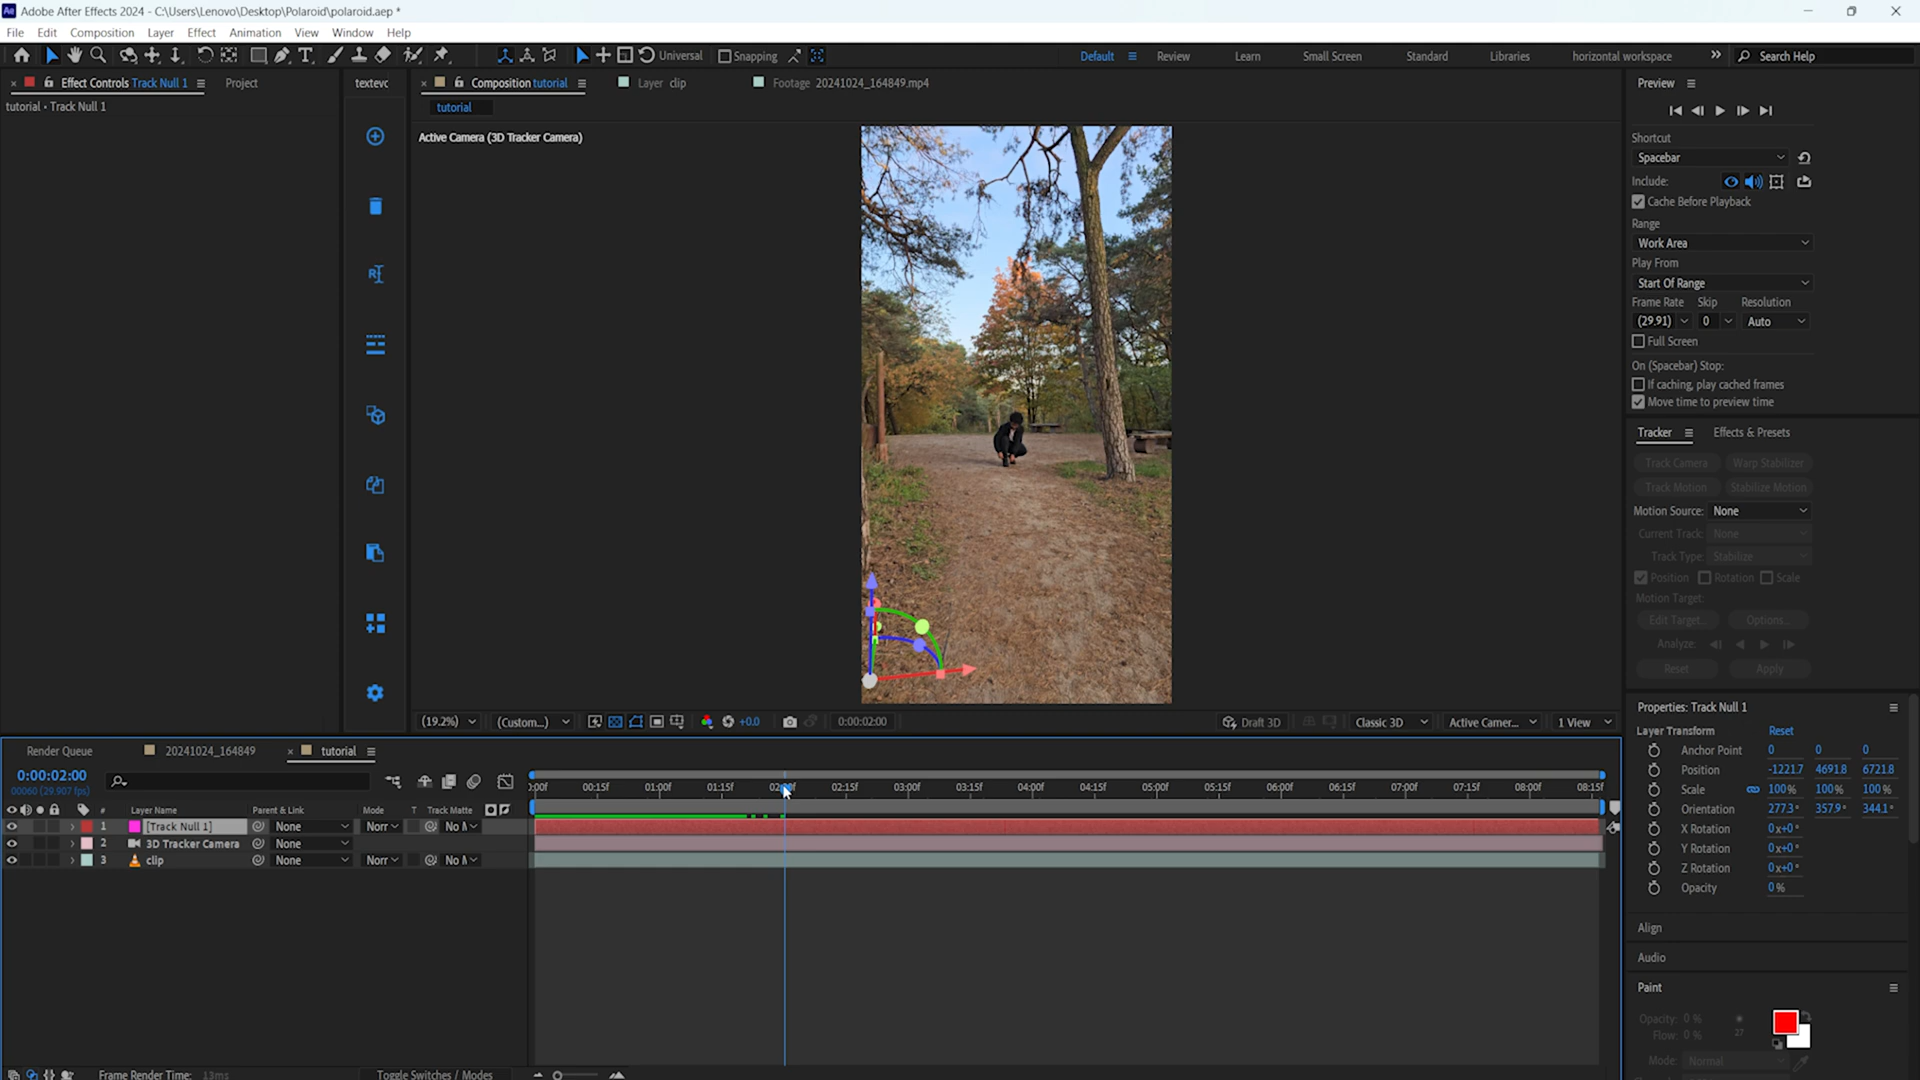 Adobe After Effects 2024 - C:\Users\Lenovo\Desktop\Polaroid\polaroid.aep *
File Edit Composition Layer Effect Animation View Window Help
Universal Snapping Default Review Learn Small Screen Standard Libraries horizontal workspace Search Help
Effect Controls Track Null 1 Project textevc Composition tutorial Layer clip Footage 20241024_164849.mp4 Preview
tutorial • Track Null 1 tutorial
Active Camera (3D Tracker Camera)
Shortcut
Spacebar
Include:
Cache Before Playback
Range
Work Area
Play From
Start Of Range
Frame Rate Skip Resolution
(29.91) 0 Auto
Full Screen
On (Spacebar) Stop:
If caching, play cached frames
Move time to preview time
Tracker Effects & Presets
Track Camera Warp Stabilizer
Track Motion Stabilize Motion
Motion Source: None
Current Track: None
Track Type: Stabilize
Position Rotation Scale
Motion Target:
Edit Target... Options...
Analyze:
Reset Apply
Properties: Track Null 1
Layer Transform Reset
Anchor Point 0 0 0
Position -1221.7 4691.8 6721.8
Scale 100% 100% 100%
Orientation 277.3° 357.9° 344.1°
X Rotation 0x+0°
Y Rotation 0x+0°
Z Rotation 0x+0°
Opacity 0%
Align
Audio
Paint
Opacity: 0 %
Flow: 0 % 27
Mode: Normal
(19.2%) (Custom...) +0.0 0:00:02:00 Draft 3D Classic 3D Active Camer... 1 View
Render Queue 20241024_164849 tutorial
0:00:02:00
00060 (29.907 fps)
:00f 00:15f 01:00f 01:15f 02:00f 02:15f 03:00f 03:15f 04:00f 04:15f 05:00f 05:15f 06:00f 06:15f 07:00f 07:15f 08:00f 08:15f
# Layer Name Parent & Link Mode T Track Matte
1 [Track Null 1] None Norr No M
2 3D Tracker Camera None
3 clip None Norr No M
Frame Render Time: 13ms Toggle Switches / Modes